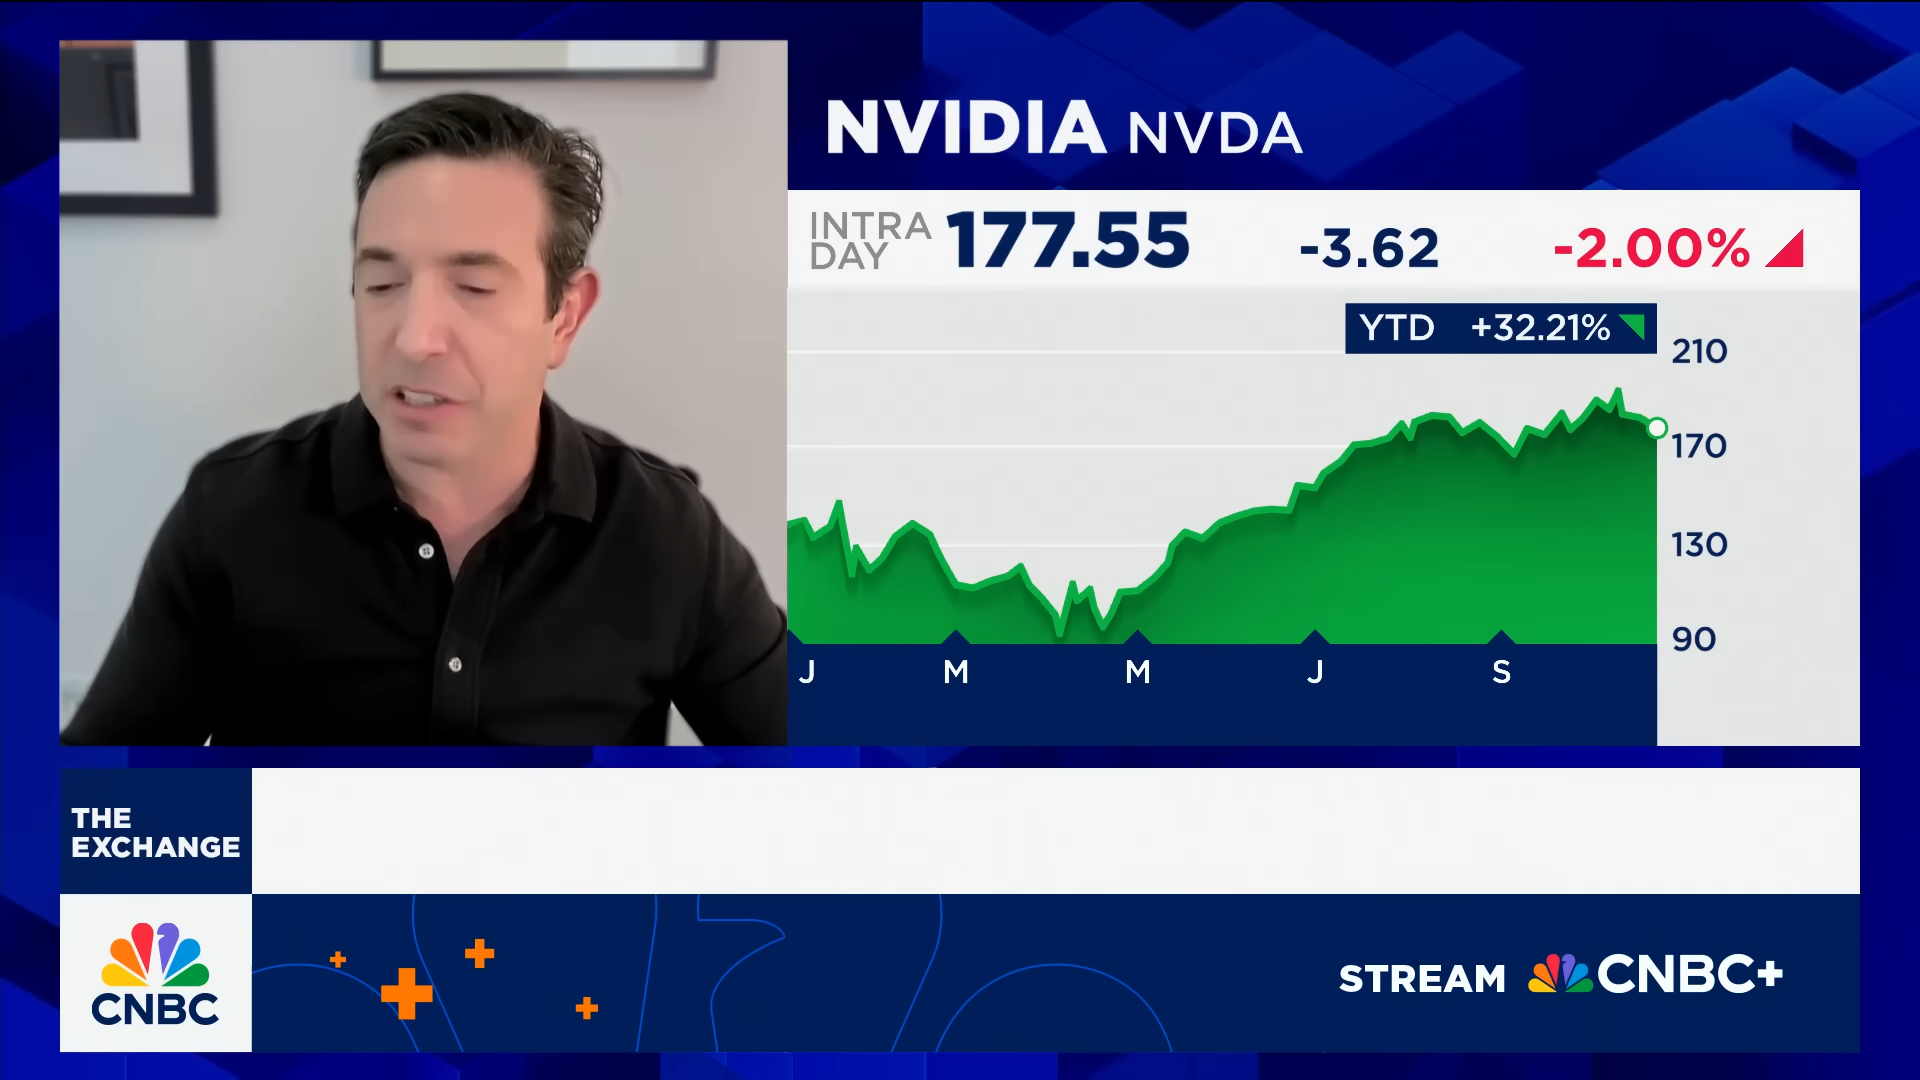 NVIDIA NVDA
INTRA
DAY
177.55 -3.62 -2.00%
YTD +32.21%
210
170
130
90
J M M J S
THE
EXCHANGE
CNBC
STREAM CNBC+